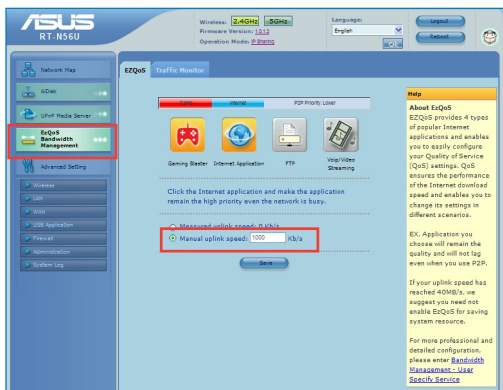 ASUS
RT-N56U
Wireless: 2.4GHz 5GHz
Firmware Version: 1.0.1.2
Operation Mode: IP Sharing
Language:
English
OK
Logout
Reboot
Network Map
AiDisk
UPnP Media Server
EzQoS
Bandwidth
Management
Advanced Setting
Wireless
LAN
WAN
USB Application
Firewall
Administration
System Log
EZQoS Traffic Monitor
Game Internet P2P Priority: Lower
Gaming Blaster Internet Application FTP Voip/Video
Streaming
Click the Internet application and make the application
remain the high priority even the network is busy.
Measured uplink speed: 0 Kb/s
Manual uplink speed: 1000 Kb/s
Save
Help
About EzQoS
EZQoS provides 4 types
of popular Internet
applications and enables
you to easily configure
your Quality of Service
(QoS) settings. QoS
ensures the performance
of the Internet download
speed and enables you to
change its settings in
different scenarios.
EX. Application you
choose will remain the
quality and will not lag
even when you use P2P.
If your uplink speed has
reached 40MB/s, we
suggest you need not
enable EzQoS for saving
system resource.
For more professional and
detailed configuration,
please enter Bandwidth
Management - User
Specify Service